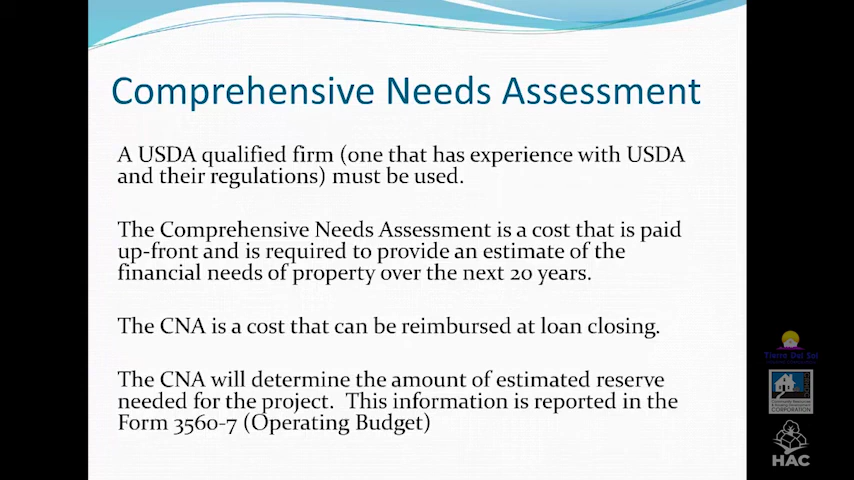 Comprehensive Needs Assessment
A USDA qualified firm (one that has experience with USDA
and their regulations) must be used.
The Comprehensive Needs Assessment is a cost that is paid
up-front and is required to provide an estimate of the
financial needs of property over the next 20 years.
The CNA is a cost that can be reimbursed at loan closing.
The CNA will determine the amount of estimated reserve
needed for the project.  This information is reported in the
Form 3560-7 (Operating Budget)
Tierra Del Sol
CORPORATION
HAC